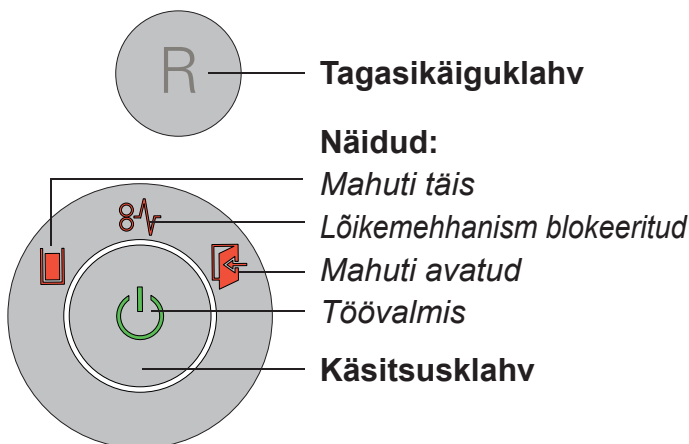 R
Tagasikäiguklahv
Näidud:
Mahuti täis
Lõikemehhanism blokeeritud
Mahuti avatud
Töövalmis
Käsitsusklahv